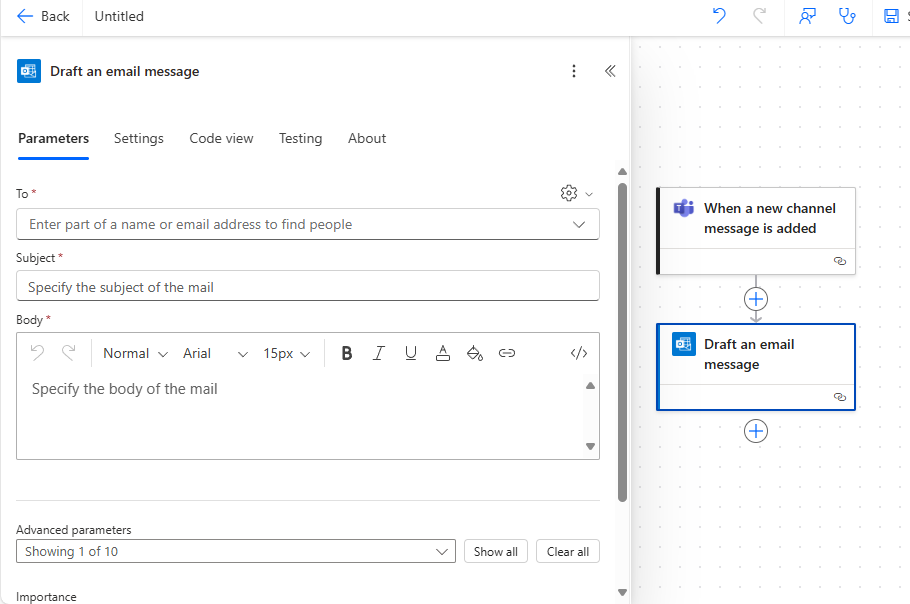 Back
Untitled
Draft an email message
Parameters
Settings
Code view
Testing
About
To *
Enter part of a name or email address to find people
Subject *
Specify the subject of the mail
Body *
Normal
Arial
15px
B
I
U
A
</>
Specify the body of the mail
Advanced parameters
Showing 1 of 10
Show all
Clear all
Importance
When a new channel
message is added
Draft an email
message